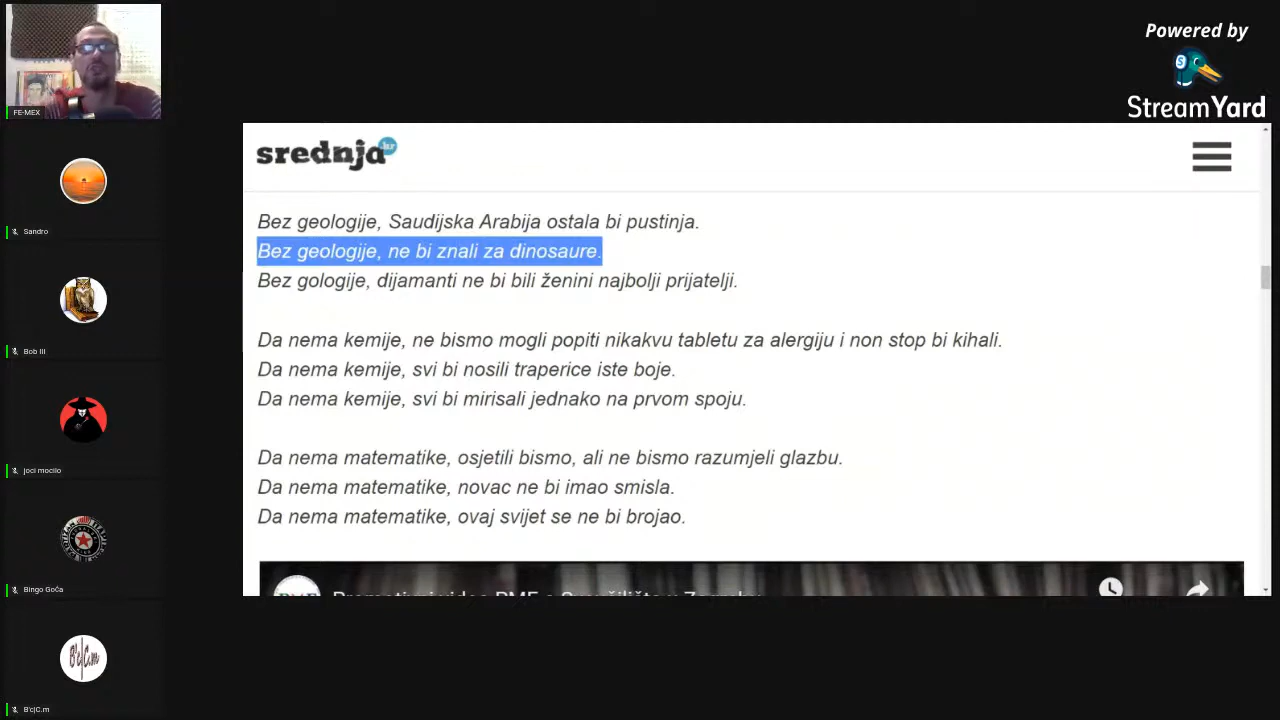 Powered by
StreamYard
FE-MEX
Sandro
Bob III
joci mocilo
Bingo Goča
B'cjC.m
srednja.hr
Bez geologije, Saudijska Arabija ostala bi pustinja.
Bez geologije, ne bi znali za dinosaure.
Bez gologije, dijamanti ne bi bili ženini najbolji prijatelji.
Da nema kemije, ne bismo mogli popiti nikakvu tabletu za alergiju i non stop bi kihali.
Da nema kemije, svi bi nosili traperice iste boje.
Da nema kemije, svi bi mirisali jednako na prvom spoju.
Da nema matematike, osjetili bismo, ali ne bismo razumjeli glazbu.
Da nema matematike, novac ne bi imao smisla.
Da nema matematike, ovaj svijet se ne bi brojao.